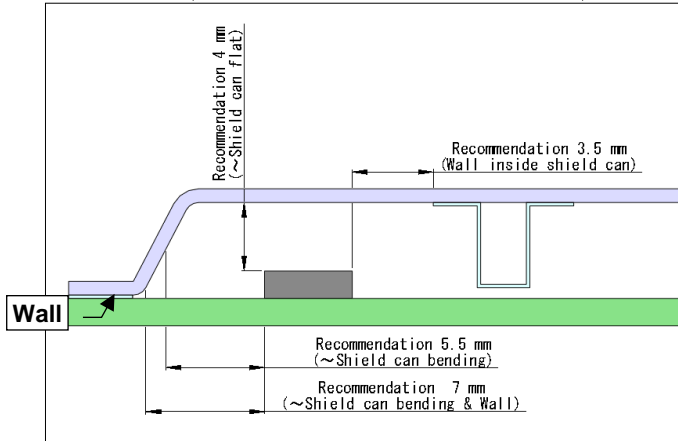 Recommendation 4 mm
(～Shield can flat)
Recommendation 3.5 mm
(Wall inside shield can)
Wall
Recommendation 5.5 mm
(～Shield can bending)
Recommendation 7 mm
(～Shield can bending & Wall)